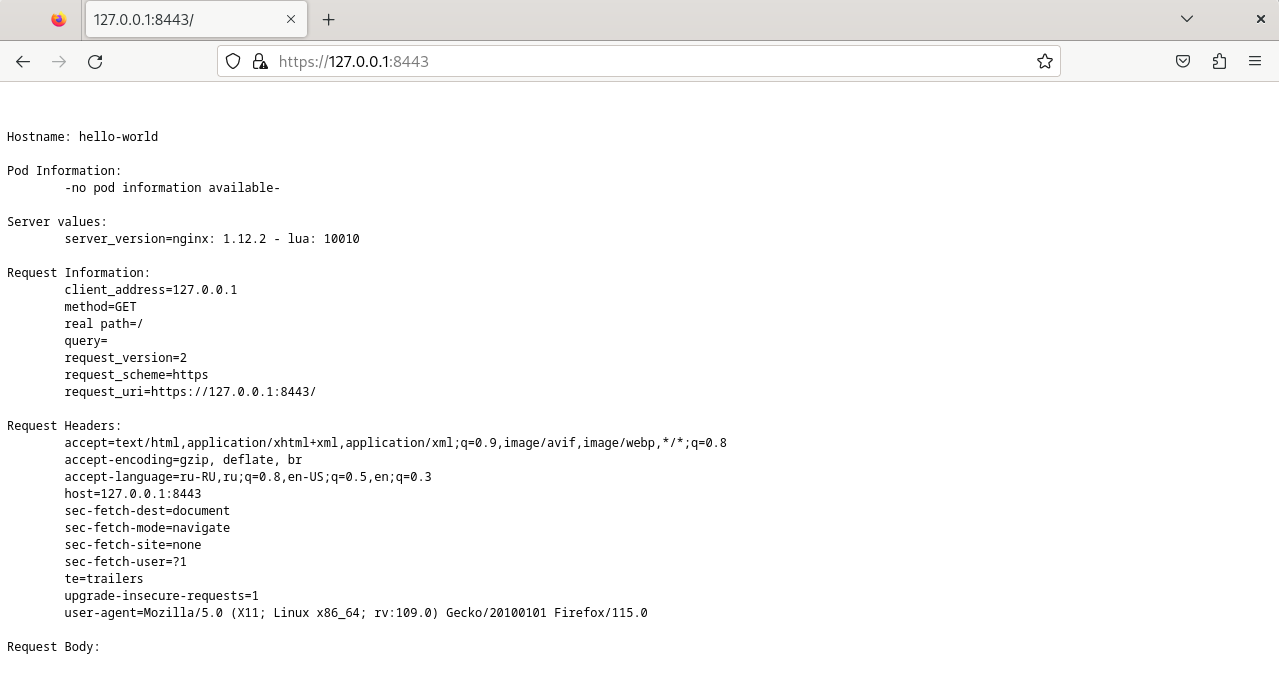 127.0.0.1:8443/
https://127.0.0.1:8443
Hostname: hello-world
Pod Information:
-no pod information available-
Server values:
server_version=nginx: 1.12.2 - lua: 10010
Request Information:
client_address=127.0.0.1
method=GET
real path=/
query=
request_version=2
request_scheme=https
request_uri=https://127.0.0.1:8443/
Request Headers:
accept=text/html,application/xhtml+xml,application/xml;q=0.9,image/avif,image/webp,*/*;q=0.8
accept-encoding=gzip, deflate, br
accept-language=ru-RU,ru;q=0.8,en-US;q=0.5,en;q=0.3
host=127.0.0.1:8443
sec-fetch-dest=document
sec-fetch-mode=navigate
sec-fetch-site=none
sec-fetch-user=?1
te=trailers
upgrade-insecure-requests=1
user-agent=Mozilla/5.0 (X11; Linux x86_64; rv:109.0) Gecko/20100101 Firefox/115.0
Request Body: